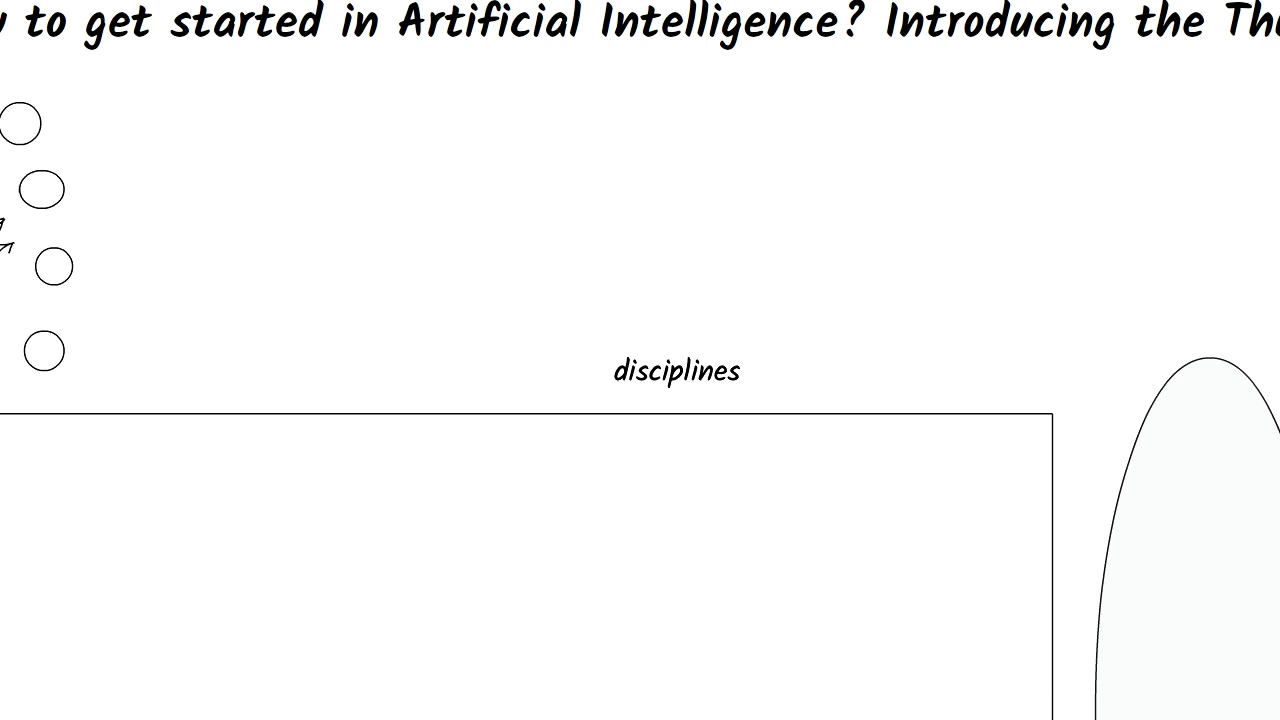 to get started in Artificial Intelligence? Introducing the
disciplines